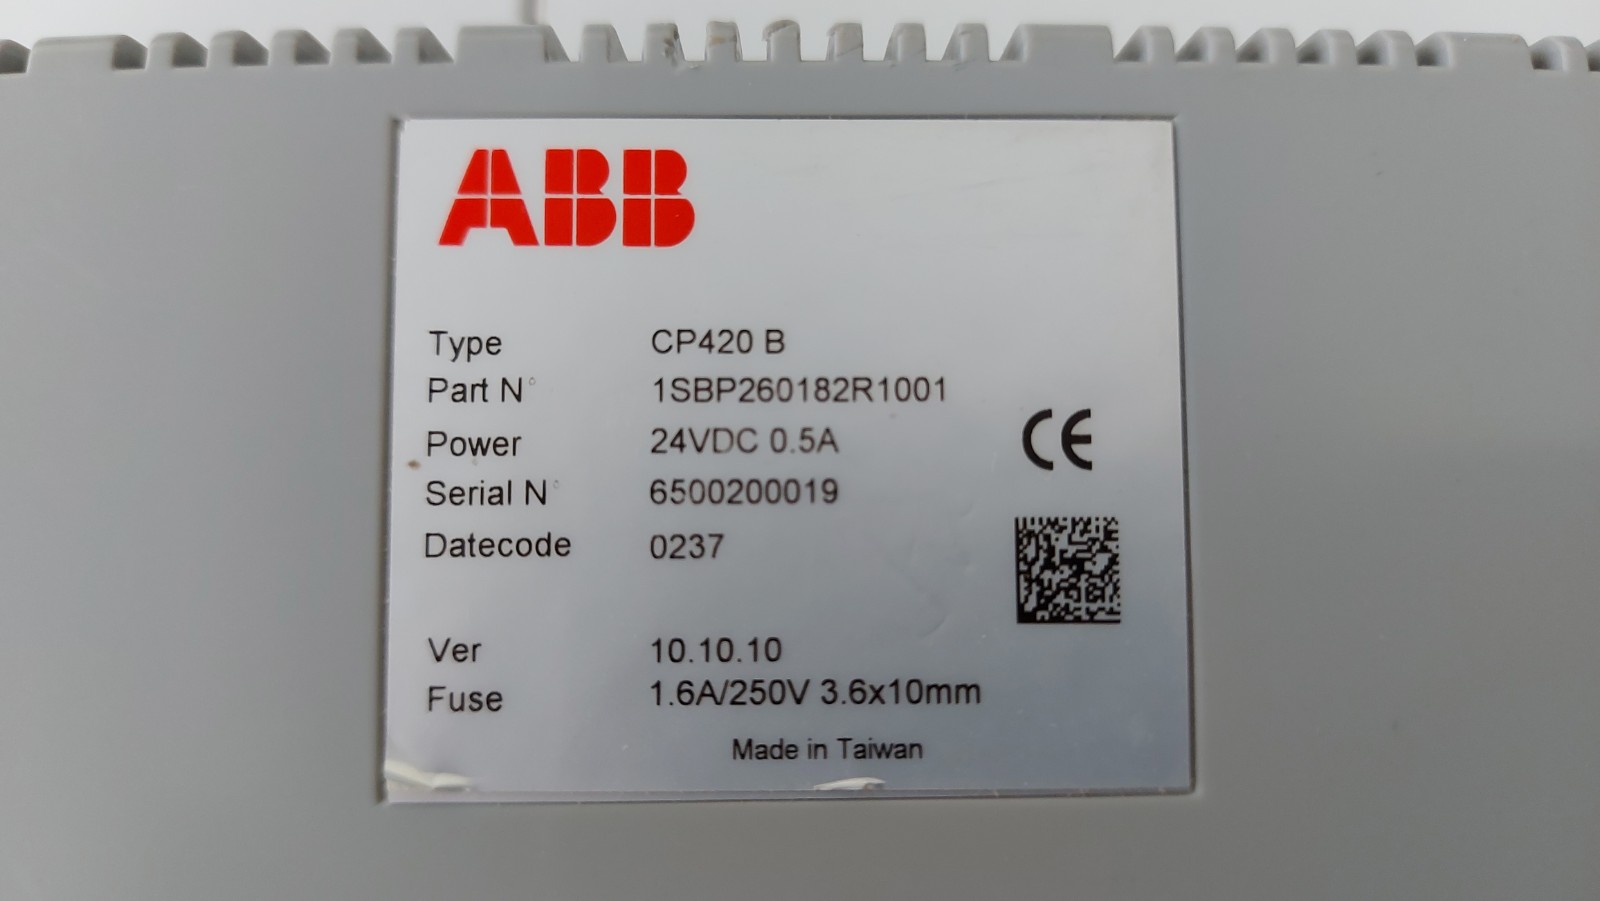 ABB
Type CP420 B
Part N° 1SBP260182R1001
Power 24VDC 0.5A
Serial N° 6500200019
Datecode 0237
Ver 10.10.10
Fuse 1.6A/250V 3.6x10mm
Made in Taiwan
CE